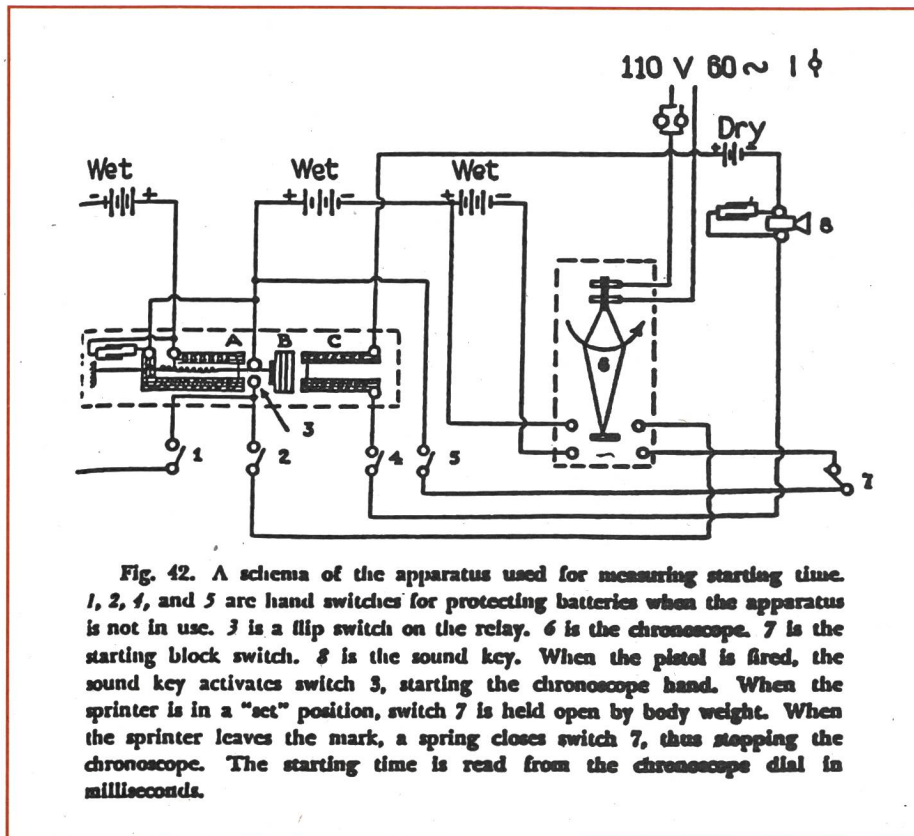 110 V 60 ~ 1 ϕ
Dry
+ -
Wet Wet Wet
- + + - + -
8
A B C
6
3
1 2 4 5
7
Fig. 42. A schema of the apparatus used for measuring starting time.
1, 2, 4, and 5 are hand switches for protecting batteries when the apparatus
is not in use. 3 is a flip switch on the relay. 6 is the chronoscope. 7 is the
starting block switch. 8 is the sound key. When the pistol is fired, the
sound key activates switch 3, starting the chronoscope hand. When the
sprinter is in a "set" position, switch 7 is held open by body weight. When
the sprinter leaves the mark, a spring closes switch 7, thus stopping the
chronoscope. The starting time is read from the chronoscope dial in
milliseconds.